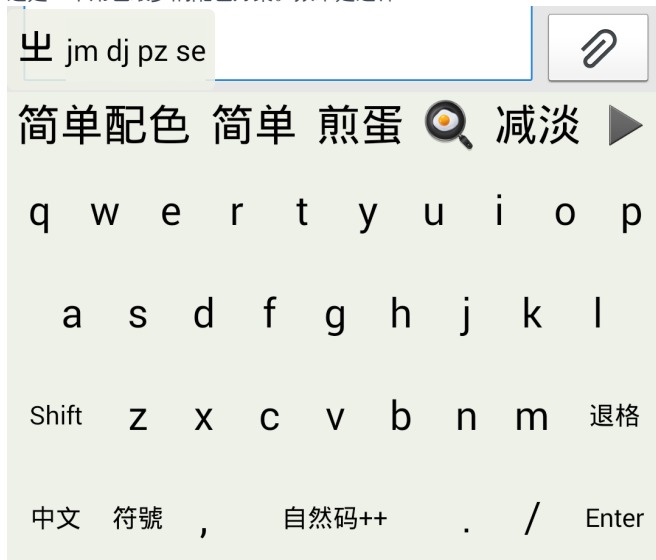 㞢 jm dj pz se
简单配色 简单 煎蛋 🍳 减淡
q w e r t y u i o p
a s d f g h j k l
Shift z x c v b n m 退格
中文 符號 , 自然码++ . / Enter